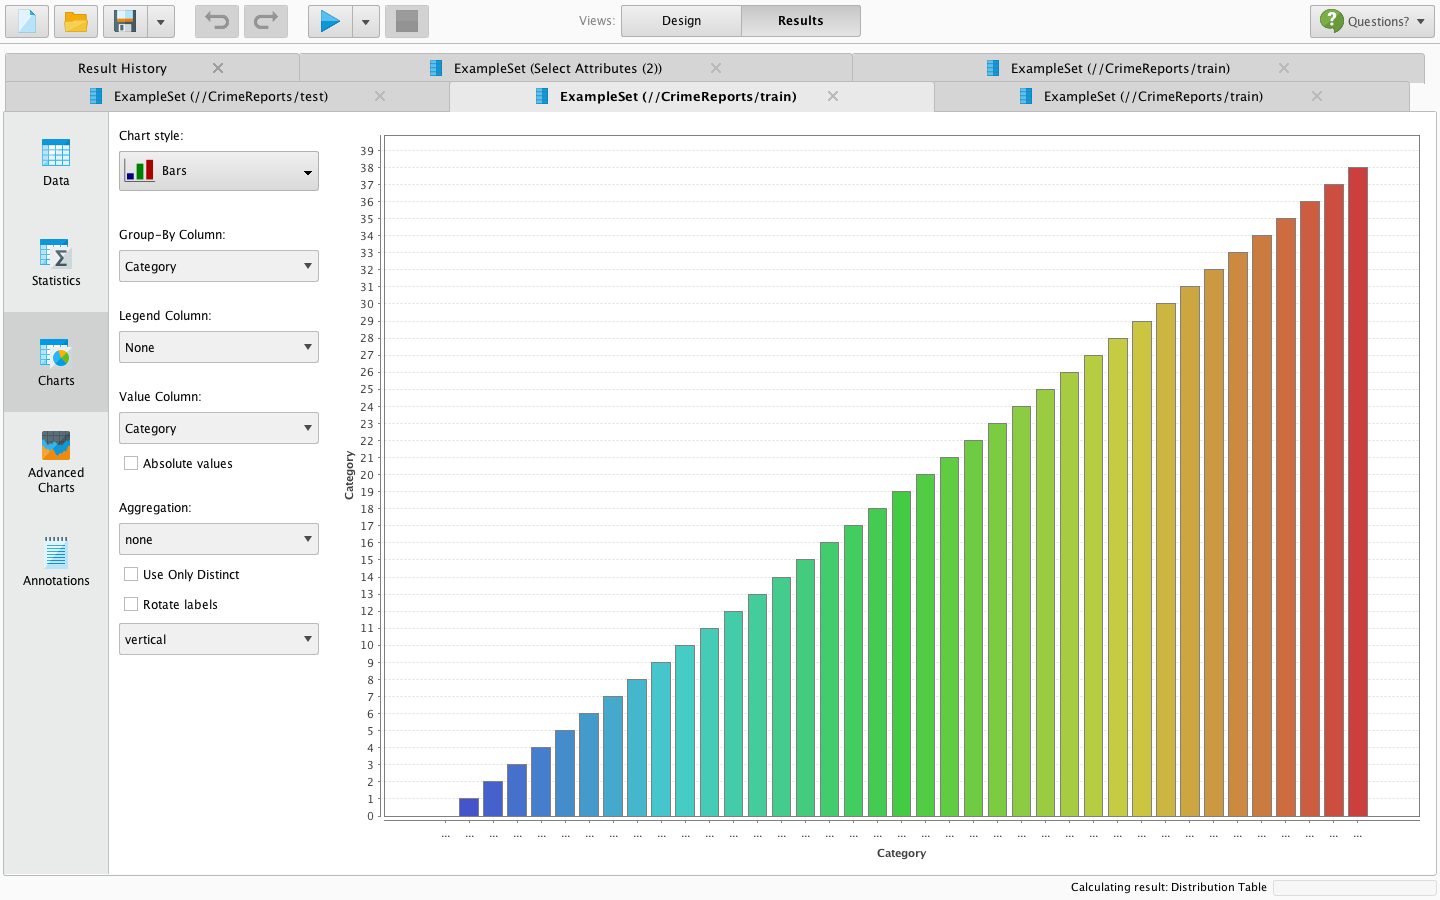 Views: Design Results Questions?
Result History ExampleSet (Select Attributes (2)) ExampleSet (//CrimeReports/train)
ExampleSet (//CrimeReports/test) ExampleSet (//CrimeReports/train) ExampleSet (//CrimeReports/train)
Data
Statistics
Charts
Advanced
Charts
Annotations
Chart style:
Bars
Group-By Column:
Category
Legend Column:
None
Value Column:
Category
Absolute values
Aggregation:
none
Use Only Distinct
Rotate labels
vertical
Category
39
38
37
36
35
34
33
32
31
30
29
28
27
26
25
24
23
22
21
20
19
18
17
16
15
14
13
12
11
10
9
8
7
6
5
4
3
2
1
0
... ... ... ... ... ... ... ... ... ... ... ... ... ... ... ... ... ... ... ... ... ... ... ... ... ... ... ... ... ... ... ... ... ... ... ... ... ... ...
Category
Calculating result: Distribution Table